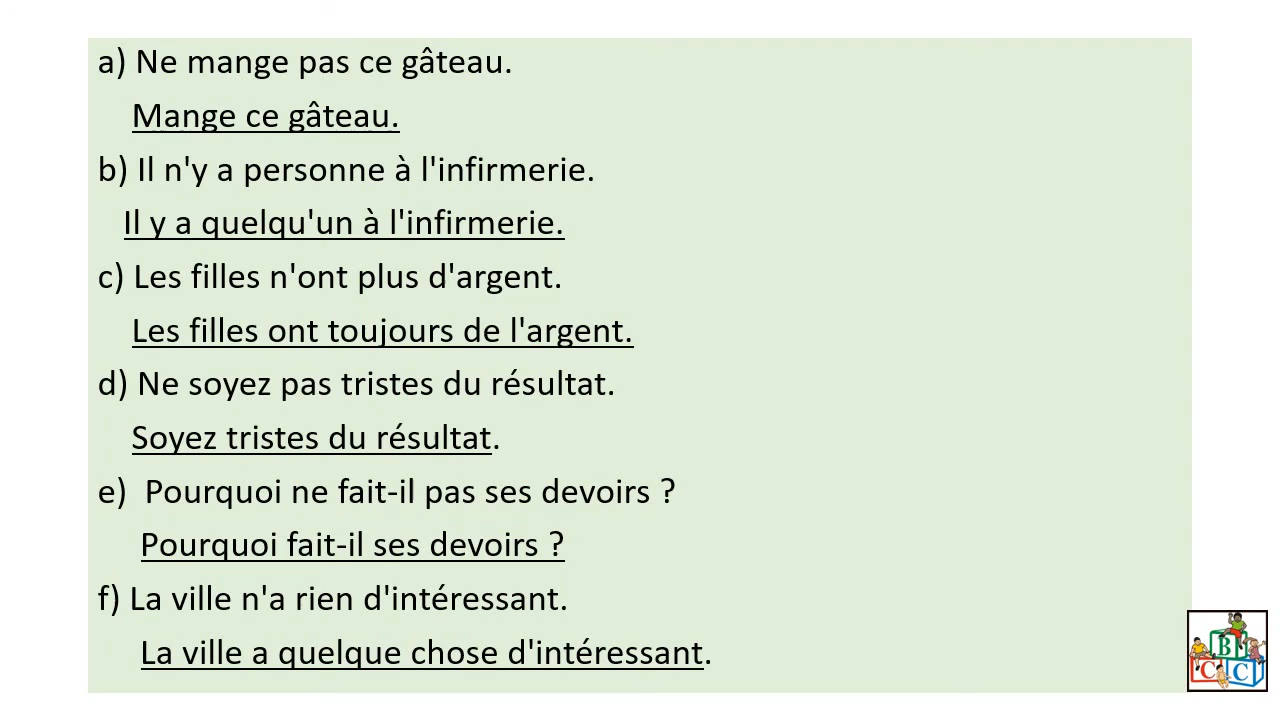 a) Ne mange pas ce gâteau.
Mange ce gâteau.
b) Il n'y a personne à l'infirmerie.
Il y a quelqu'un à l'infirmerie.
c) Les filles n'ont plus d'argent.
Les filles ont toujours de l'argent.
d) Ne soyez pas tristes du résultat.
Soyez tristes du résultat.
e) Pourquoi ne fait-il pas ses devoirs ?
Pourquoi fait-il ses devoirs ?
f) La ville n'a rien d'intéressant.
La ville a quelque chose d'intéressant.
B
C C